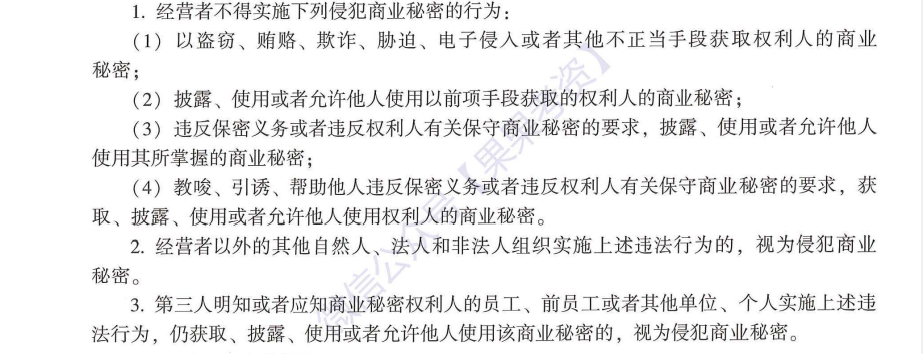 1. 经营者不得实施下列侵犯商业秘密的行为：
（1）以盗窃、贿赂、欺诈、胁迫、电子侵入或者其他不正当手段获取权利人的商业
秘密；
（2）披露、使用或者允许他人使用以前项手段获取的权利人的商业秘密；
（3）违反保密义务或者违反权利人有关保守商业秘密的要求，披露、使用或者允许他人
使用其所掌握的商业秘密；
（4）教唆、引诱、帮助他人违反保密义务或者违反权利人有关保守商业秘密的要求，获
取、披露、使用或者允许他人使用权利人的商业秘密。
2. 经营者以外的其他自然人、法人和非法人组织实施上述违法行为的，视为侵犯商业
秘密。
3. 第三人明知或者应知商业秘密权利人的员工、前员工或者其他单位、个人实施上述违
法行为，仍获取、披露、使用或者允许他人使用该商业秘密的，视为侵犯商业秘密。
微信公众号【果果考资】